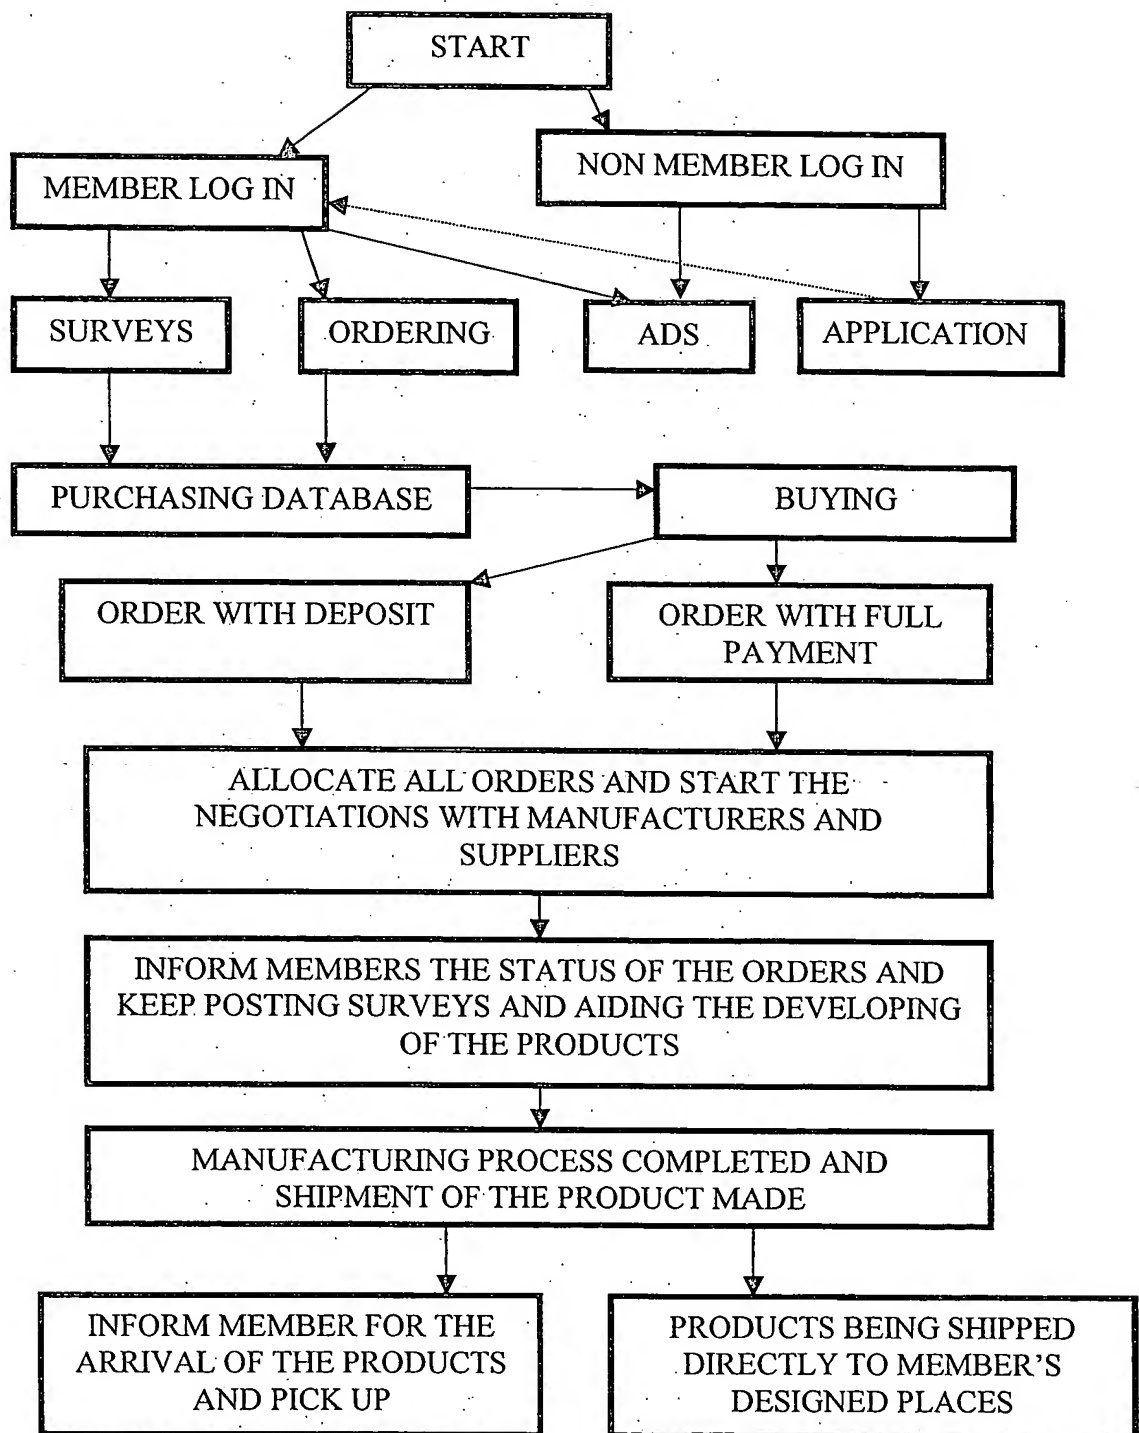 START
NON MEMBER LOG IN
MEMBER LOG IN
SURVEYS
ORDERING
ADS
APPLICATION
PURCHASING DATABASE
BUYING
ORDER WITH DEPOSIT
ORDER WITH FULL
PAYMENT
ALLOCATE ALL ORDERS AND START THE
NEGOTIATIONS WITH MANUFACTURERS AND
SUPPLIERS
INFORM MEMBERS THE STATUS OF THE ORDERS AND
KEEP POSTING SURVEYS AND AIDING THE DEVELOPING
OF THE PRODUCTS
MANUFACTURING PROCESS COMPLETED AND
SHIPMENT OF THE PRODUCT MADE
INFORM MEMBER FOR THE
ARRIVAL OF THE PRODUCTS
AND PICK UP
PRODUCTS BEING SHIPPED
DIRECTLY TO MEMBER'S
DESIGNED PLACES